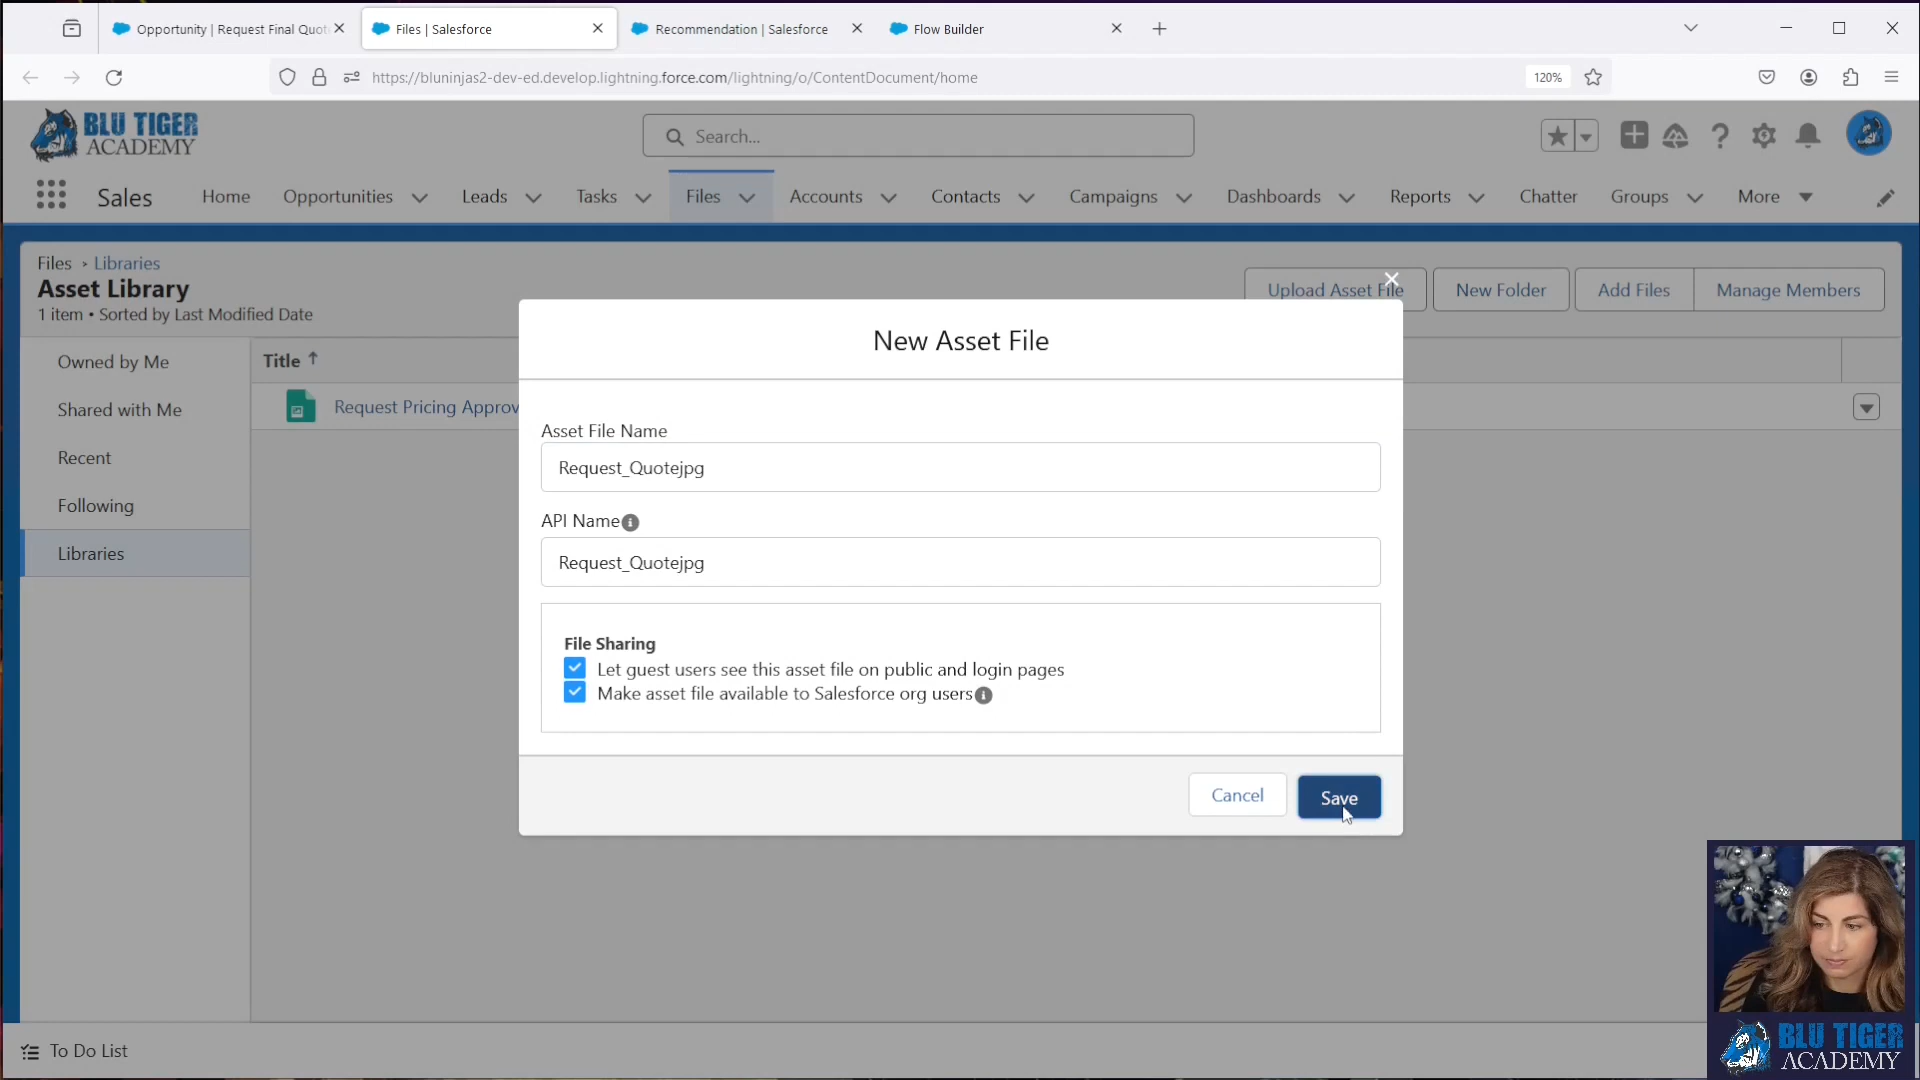 Opportunity | Request Final Quot
Files | Salesforce
Recommendation | Salesforce
Flow Builder
https://bluninjas2-dev-ed.develop.lightning.force.com/lightning/o/ContentDocument/home
120%
BLU TIGER
ACADEMY
Search...
Sales
Home
Opportunities
Leads
Tasks
Files
Accounts
Contacts
Campaigns
Dashboards
Reports
Chatter
Groups
More
Files
Libraries
Asset Library
1 item • Sorted by Last Modified Date
Upload Asset File
New Folder
Add Files
Manage Members
Owned by Me
Shared with Me
Recent
Following
Libraries
Title
Request Pricing Approv
New Asset File
Asset File Name
Request_Quotejpg
API Name
Request_Quotejpg
File Sharing
Let guest users see this asset file on public and login pages
Make asset file available to Salesforce org users
Cancel
Save
To Do List
BLU TIGER
ACADEMY